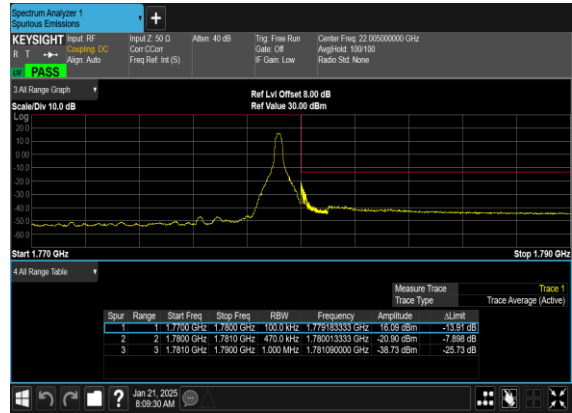 Spectrum Analyzer 1
Spurious Emissions
+
KEYSIGHT Input: RF Input Z: 50 Ω Atten: 40 dB Trig: Free Run Center Freq: 22.005000000 GHz
R T Coupling: DC Corr CCorr Gate: Off Avg|Hold: 100/100
Align: Auto Freq Ref: Int (S) IF Gain: Low Radio Std: None
LW PASS
3 All Range Graph
Ref Lvl Offset 8.00 dB
Scale/Div 10.0 dB Ref Value 30.00 dBm
Log
20.0
10.0
0.00
-10.0
-20.0
-30.0
-40.0
-50.0
-60.0
Start 1.770 GHz Stop 1.790 GHz
4 All Range Table
Measure Trace Trace 1
Trace Type Trace Average (Active)
Spur Range Start Freq Stop Freq RBW Frequency Amplitude ΔLimit
1 1 1.7700 GHz 1.7800 GHz 100.0 kHz 1.779183333 GHz 16.09 dBm -13.91 dB
2 2 1.7800 GHz 1.7810 GHz 470.0 kHz 1.780013333 GHz -20.90 dBm -7.898 dB
3 3 1.7810 GHz 1.7900 GHz 1.000 MHz 1.781090000 GHz -38.73 dBm -25.73 dB
? Jan 21, 2025
8:09:30 AM